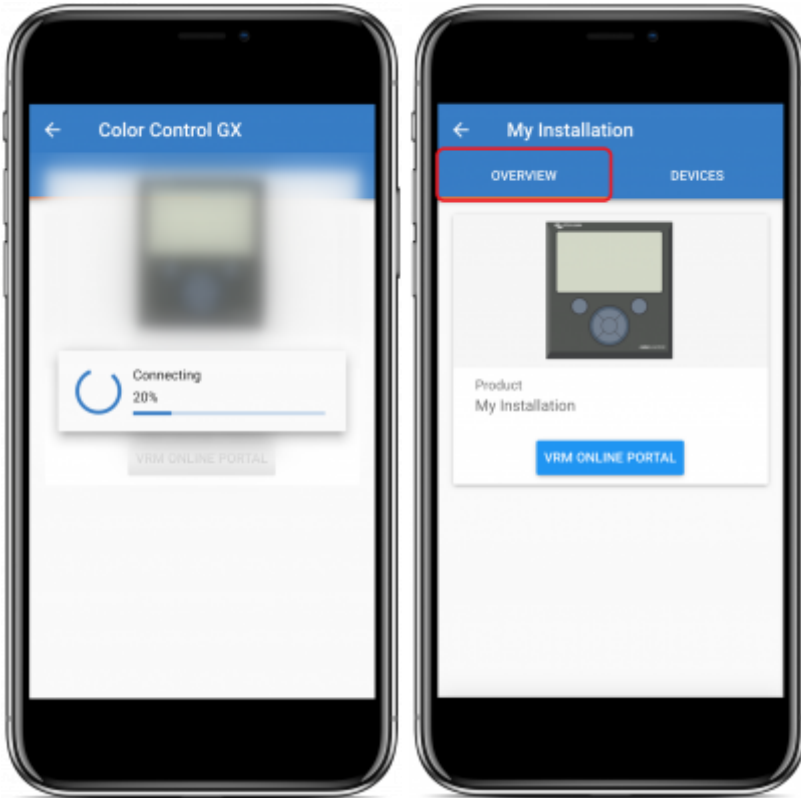 Color Control GX
Connecting
20%
VRM ONLINE PORTAL
My Installation
OVERVIEW
DEVICES
Product
My Installation
VRM ONLINE PORTAL